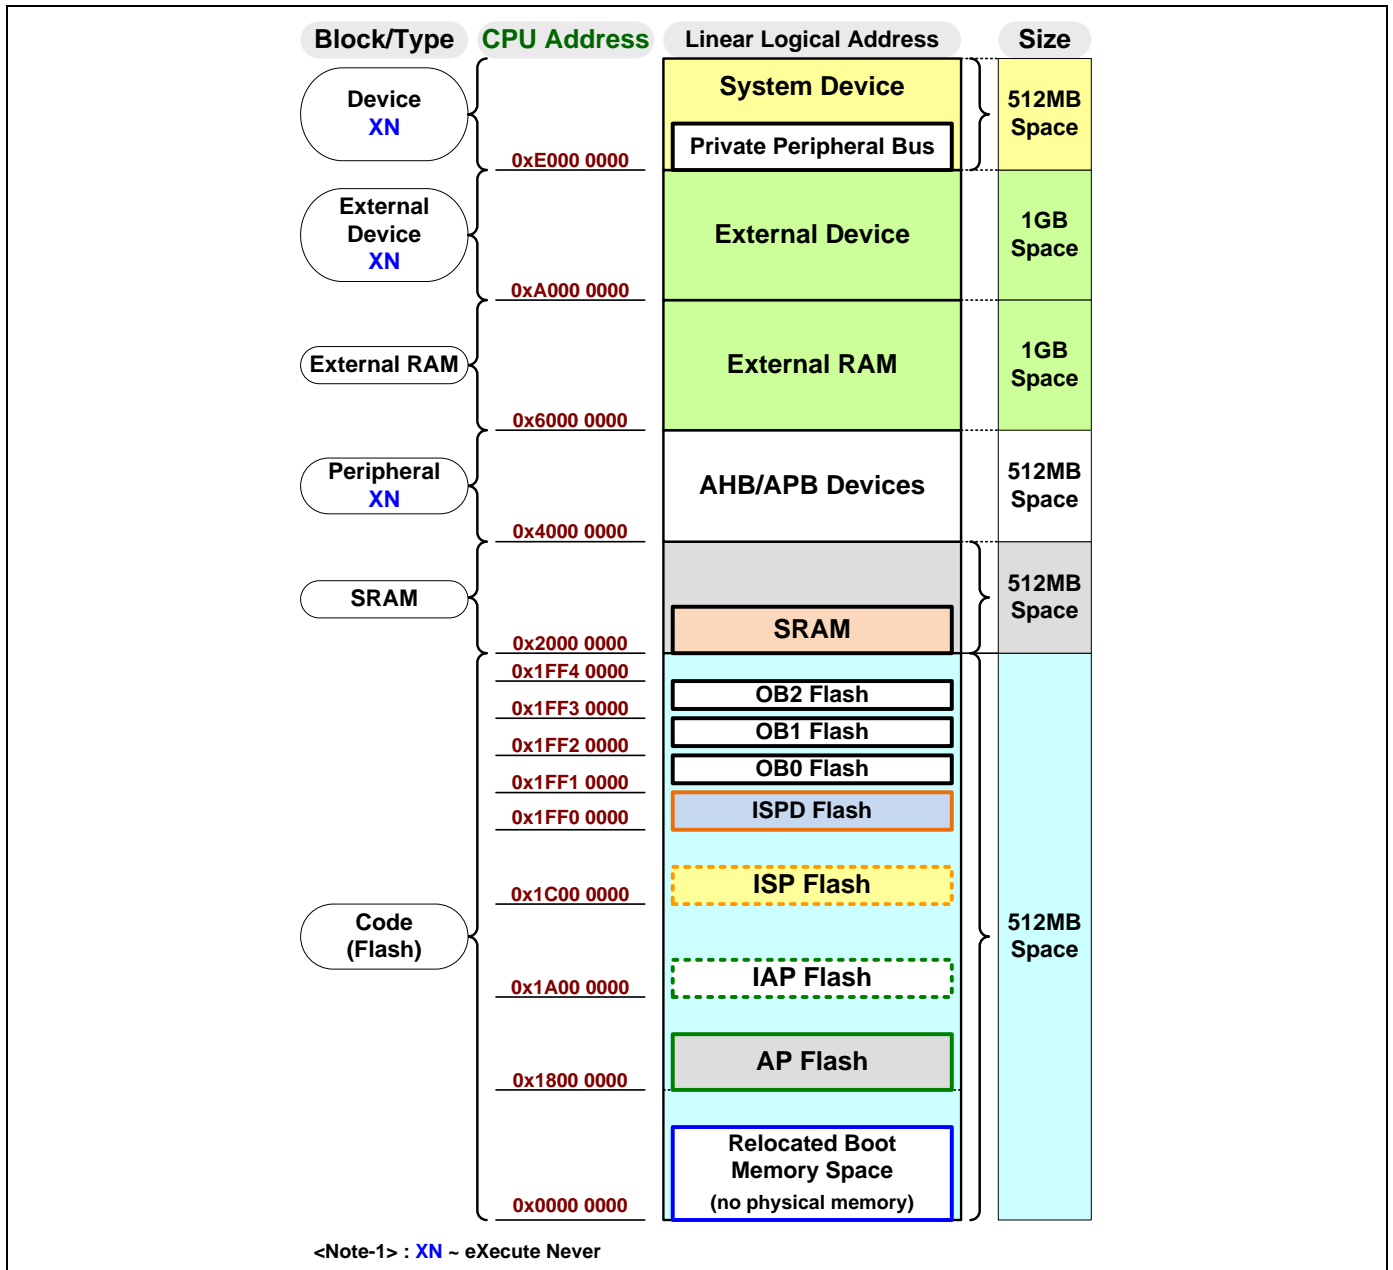 Block/Type CPU Address Linear Logical Address Size
System Device
Device
XN
512MB
Space
Private Peripheral Bus
0xE000 0000
External
Device
XN
External Device
1GB
Space
0xA000 0000
External RAM
External RAM
1GB
Space
0x6000 0000
Peripheral
XN
AHB/APB Devices
512MB
Space
0x4000 0000
SRAM
512MB
Space
SRAM
0x2000 0000
0x1FF4 0000
OB2 Flash
0x1FF3 0000
OB1 Flash
0x1FF2 0000
OB0 Flash
0x1FF1 0000
ISPD Flash
0x1FF0 0000
ISP Flash
0x1C00 0000
Code
(Flash)
512MB
Space
IAP Flash
0x1A00 0000
AP Flash
0x1800 0000
Relocated Boot
Memory Space
(no physical memory)
0x0000 0000
<Note-1> : XN ~ eXecute Never